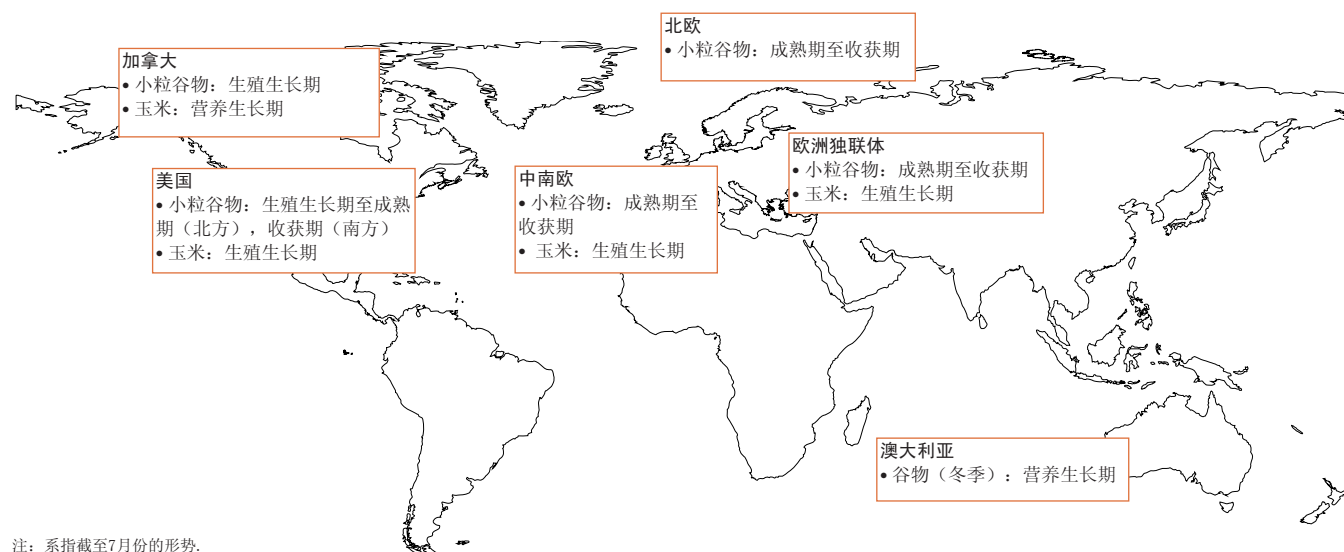 北欧
• 小粒谷物：成熟期至收获期
加拿大
• 小粒谷物：生殖生长期
• 玉米：营养生长期
欧洲独联体
• 小粒谷物：成熟期至收获期
• 玉米：生殖生长期
美国
• 小粒谷物：生殖生长期至成熟
期（北方），收获期（南方）
• 玉米：生殖生长期
中南欧
• 小粒谷物：成熟期至
收获期
• 玉米：生殖生长期
澳大利亚
• 谷物（冬季）：营养生长期
注：系指截至7月份的形势.